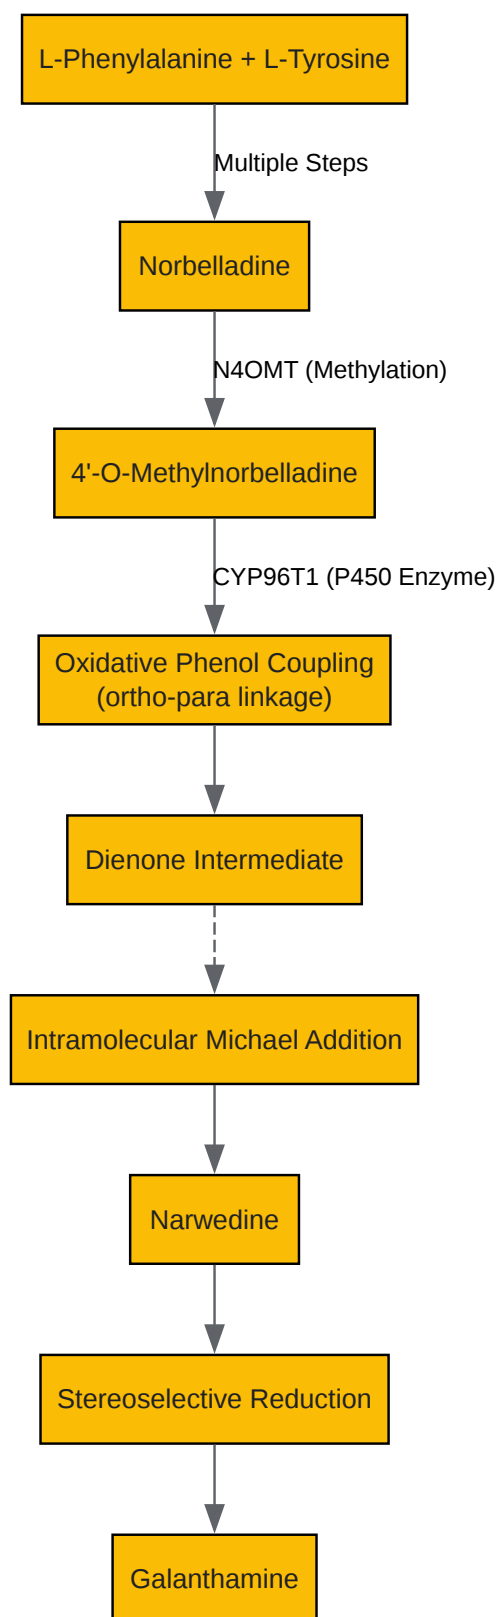 L-Phenylalanine + L-Tyrosine
Multiple Steps
Norbelladine
N4OMT (Methylation)
4'-O-Methylnorbelladine
CYP96T1 (P450 Enzyme)
Oxidative Phenol Coupling
(ortho-para linkage)
Dienone Intermediate
Intramolecular Michael Addition
Narwedine
Stereoselective Reduction
Galanthamine